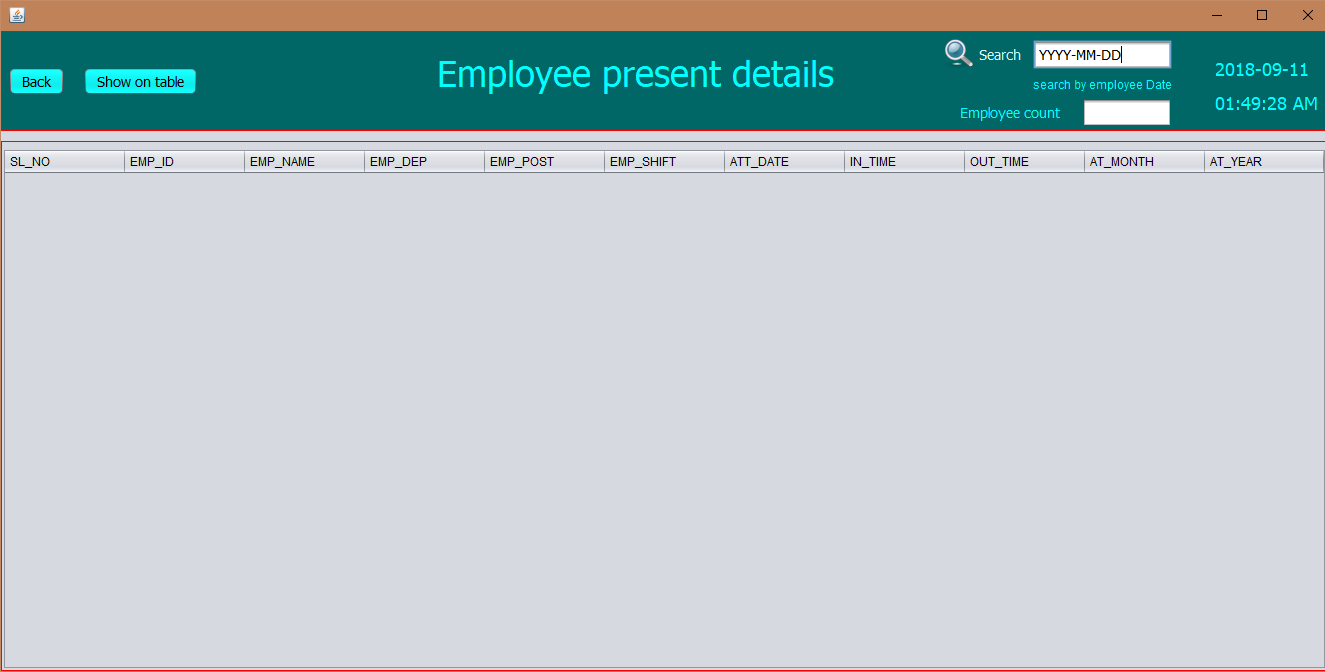 Back
Show on table
Employee present details
Search
YYYY-MM-DD
search by employee Date
Employee count
2018-09-11
01:49:28 AM
SL_NO EMP_ID EMP_NAME EMP_DEP EMP_POST EMP_SHIFT ATT_DATE IN_TIME OUT_TIME AT_MONTH AT_YEAR